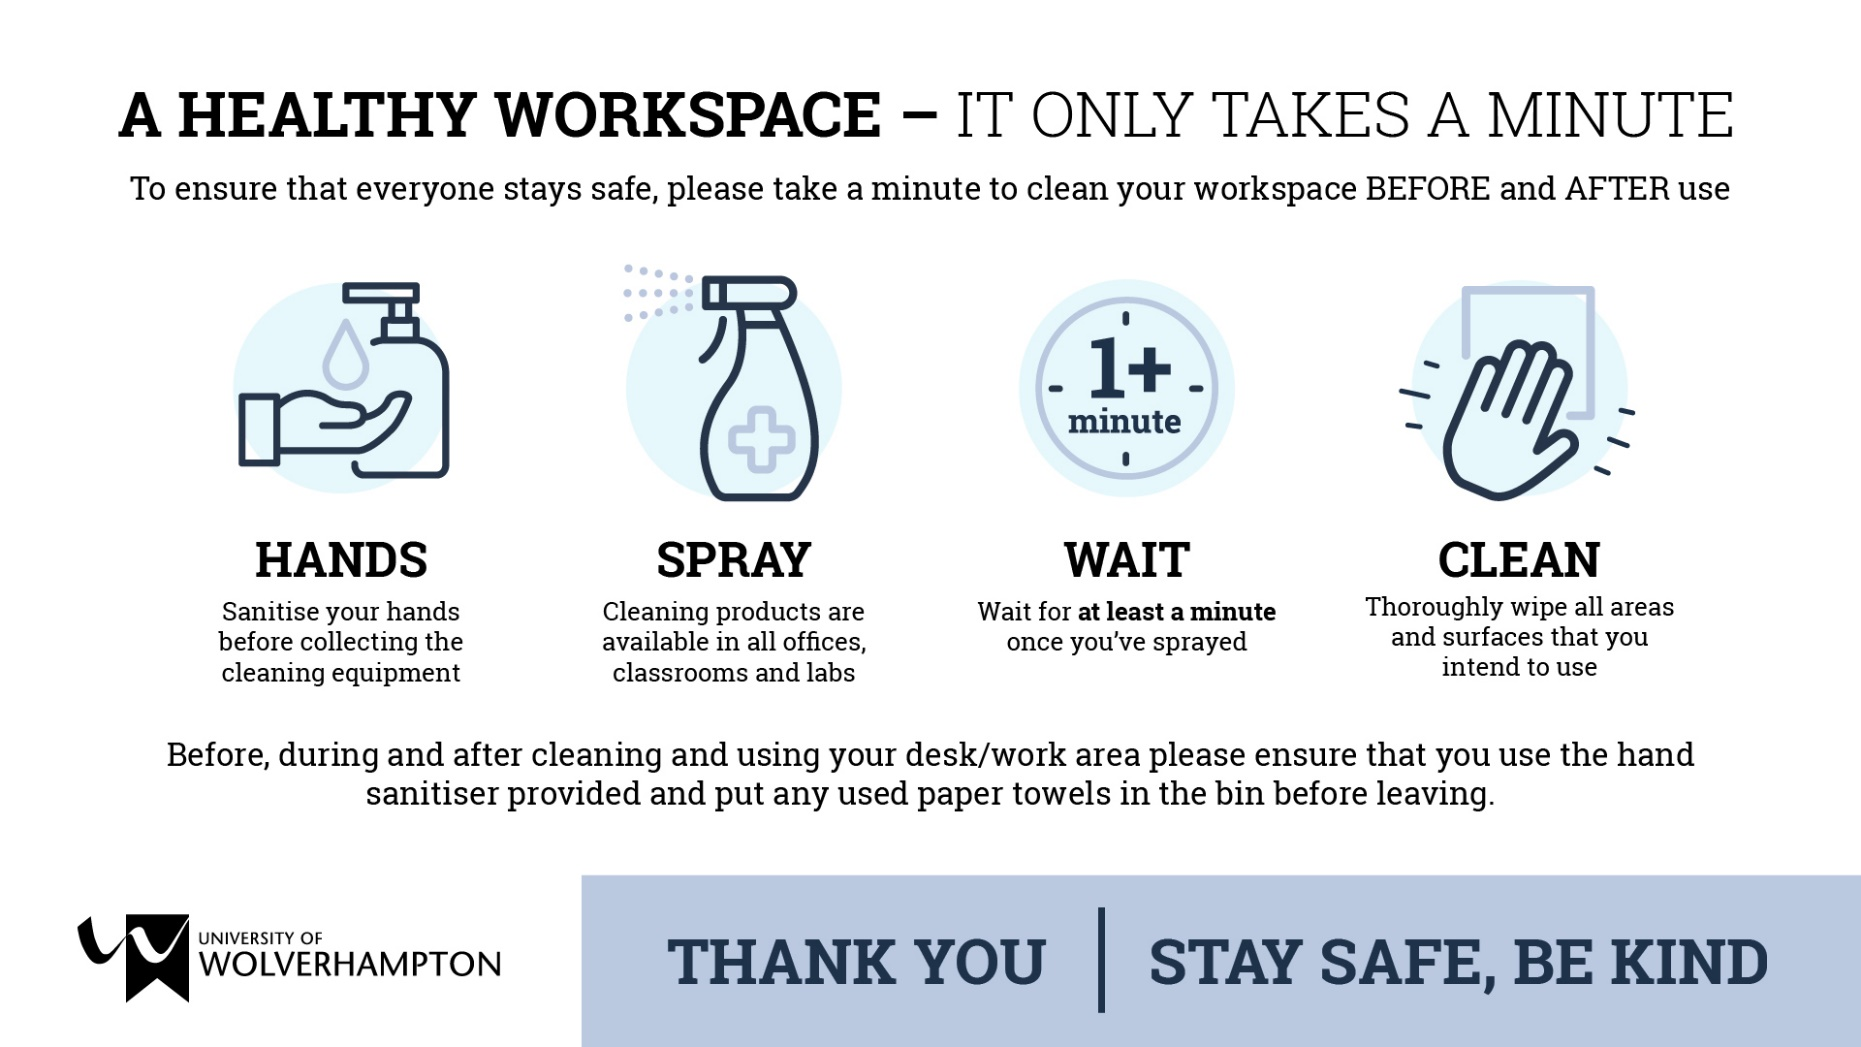 A HEALTHY WORKSPACE – IT ONLY TAKES A MINUTE
To ensure that everyone stays safe, please take a minute to clean your workspace BEFORE and AFTER use
1+
minute
HANDS
Sanitise your hands
before collecting the
cleaning equipment
SPRAY
Cleaning products are
available in all offices,
classrooms and labs
WAIT
Wait for at least a minute
once you’ve sprayed
CLEAN
Thoroughly wipe all areas
and surfaces that you
intend to use
Before, during and after cleaning and using your desk/work area please ensure that you use the hand
sanitiser provided and put any used paper towels in the bin before leaving.
UNIVERSITY OF
WOLVERHAMPTON
THANK YOU | STAY SAFE, BE KIND